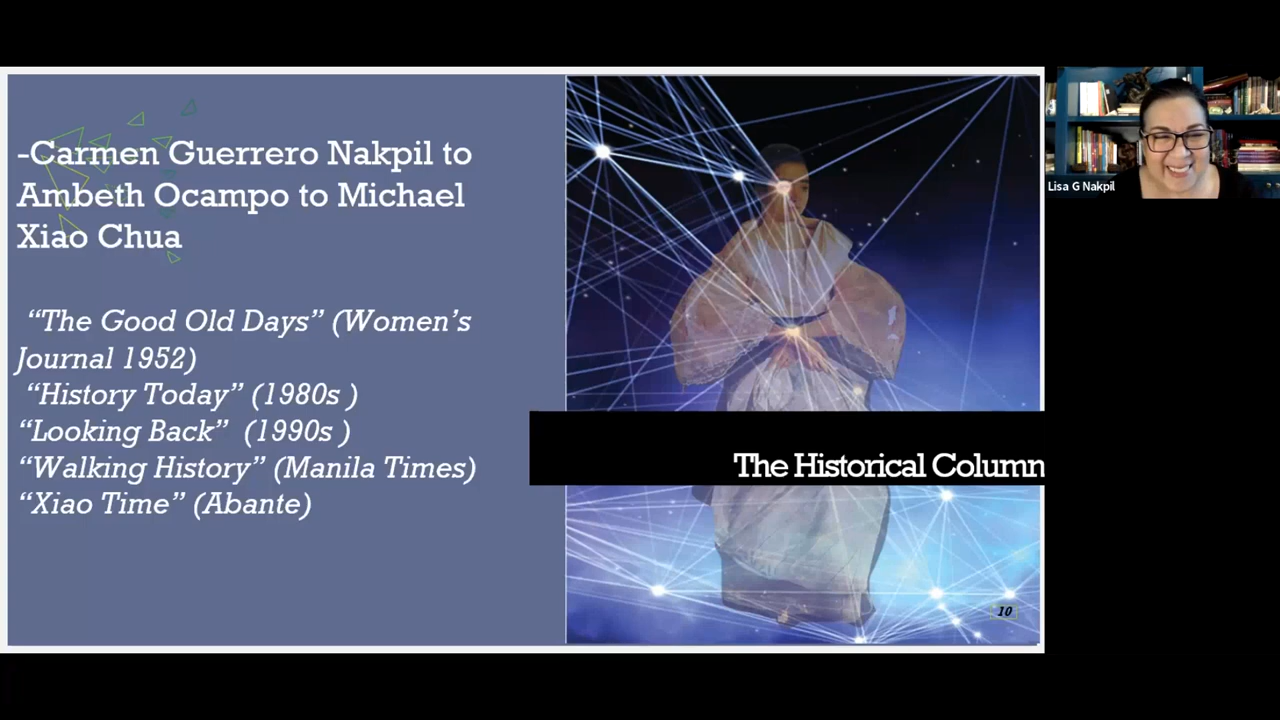 -Carmen Guerrero Nakpil to
Ambeth Ocampo to Michael
Xiao Chua
“The Good Old Days” (Women’s
Journal 1952)
“History Today” (1980s )
“Looking Back”  (1990s )
“Walking History” (Manila Times)
“Xiao Time” (Abante)
The Historical Column
10
Lisa G Nakpil